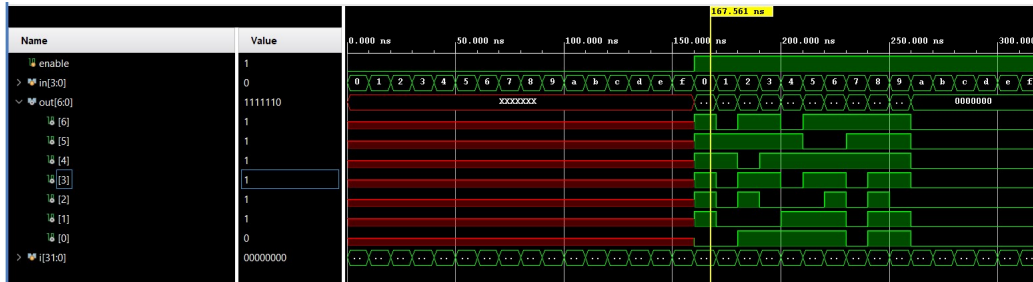 167.561 ns
Name Value
0.000 ns 50.000 ns 100.000 ns 150.000 ns 200.000 ns 250.000 ns 300.00
enable 1
in[3:0] 0 0 1 2 3 4 5 6 7 8 9 a b c d e f 0 1 2 3 4 5 6 7 8 9 a b c d e f
out[6:0] 1111110 XXXXXXX .. .. .. .. .. .. .. .. .. .. 0000000
[6] 1
[5] 1
[4] 1
[3] 1
[2] 1
[1] 1
[0] 0
i[31:0] 00000000 .. .. .. .. .. .. .. .. .. .. .. .. .. .. .. .. .. .. .. .. .. .. .. .. .. .. .. .. .. .. .. ..